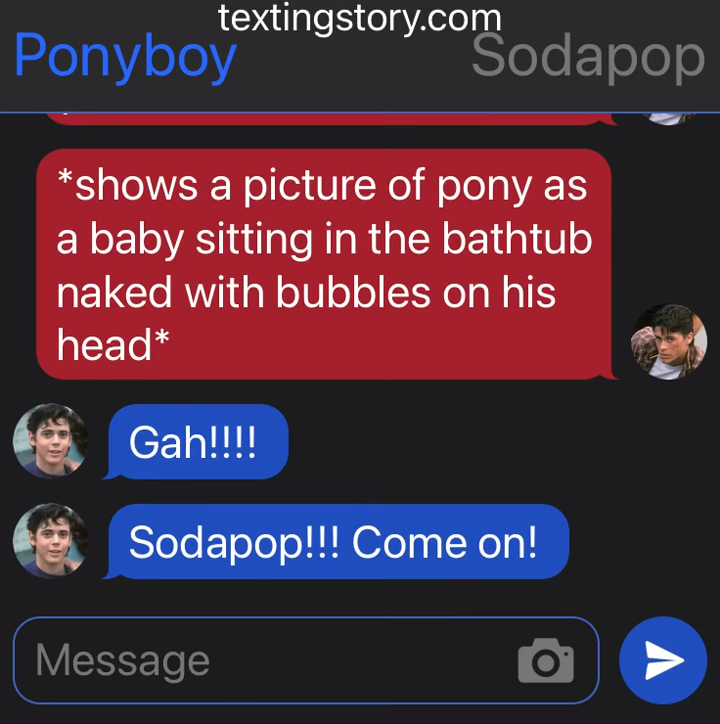 textingstory.com
Ponyboy
Sodapop
*shows a picture of pony as
a baby sitting in the bathtub
naked with bubbles on his
head*
Gah!!!!
Sodapop!!! Come on!
Message